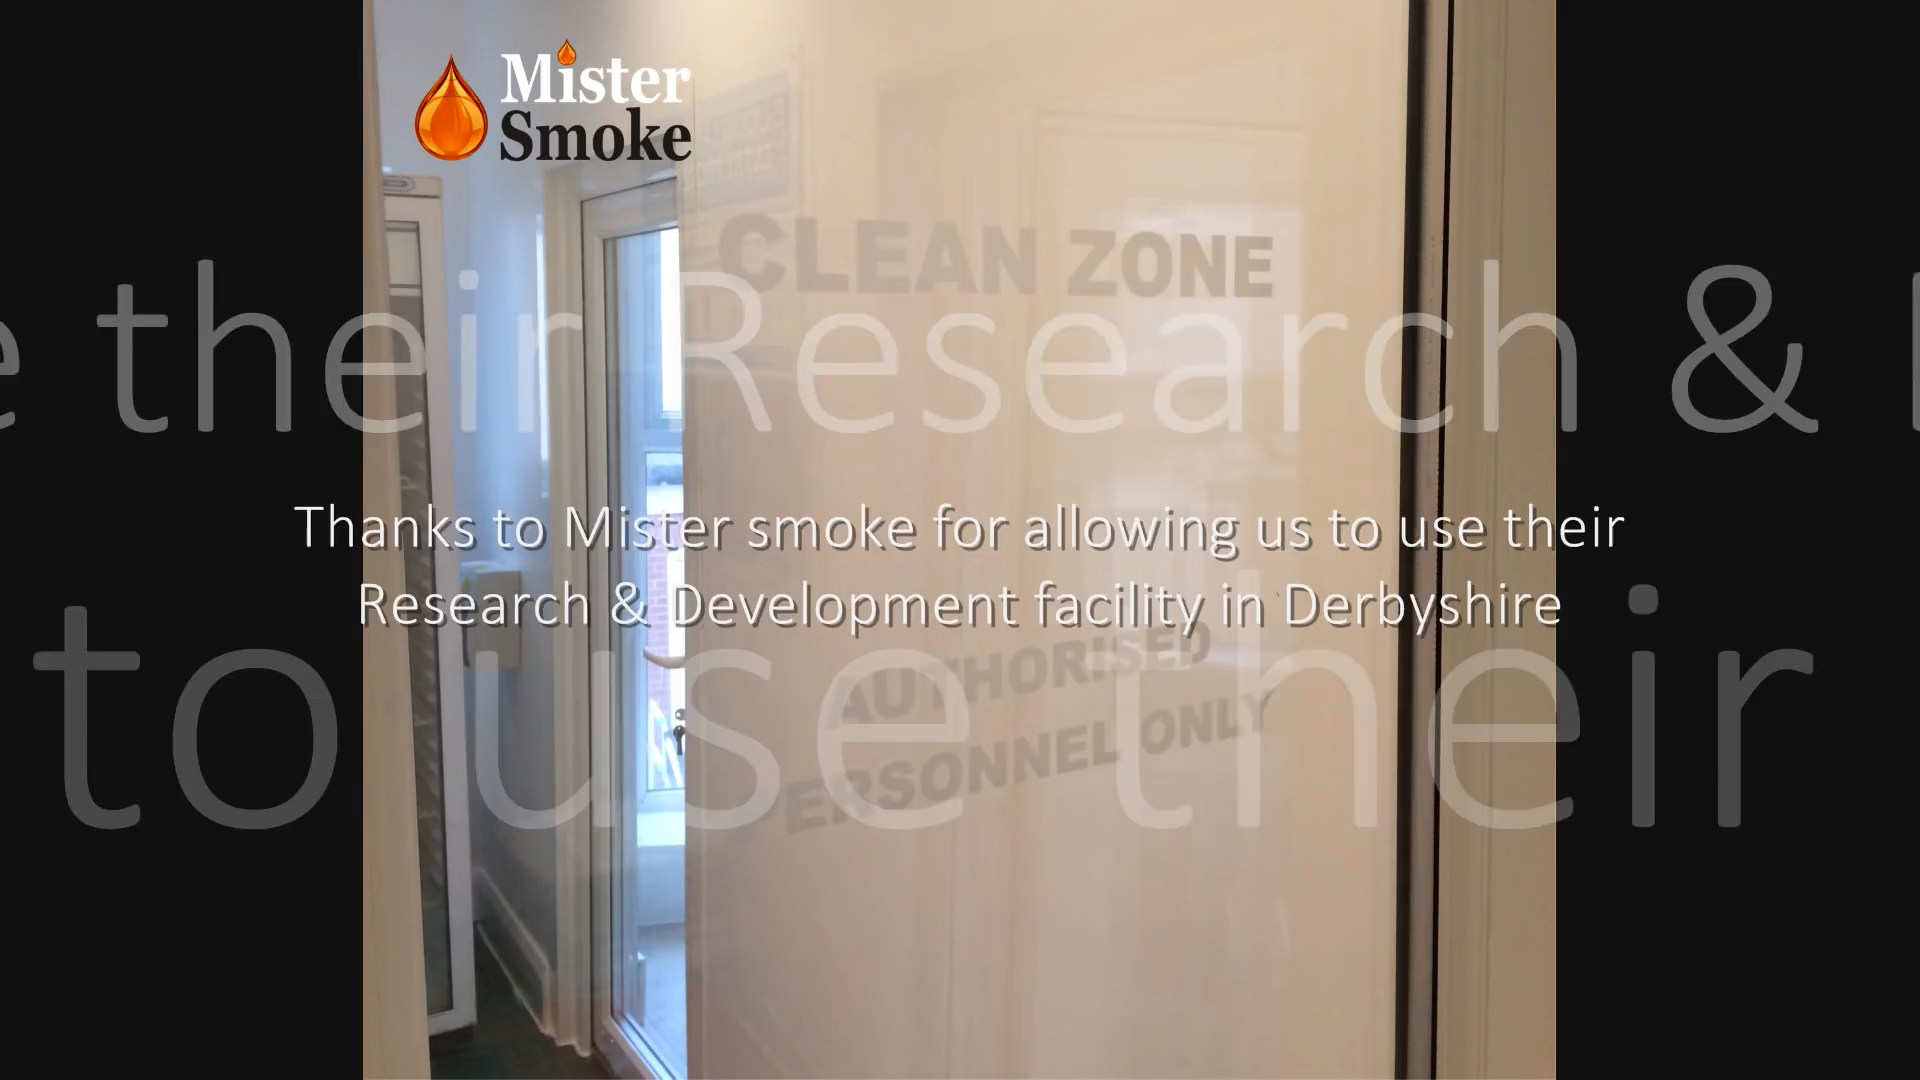 Mister
Smoke
CLEAN ZONE
their Research &
Thanks to Mister smoke for allowing us to use their
Research & Development facility in Derbyshire
to use their
AUTHORISED
PERSONNEL ONLY